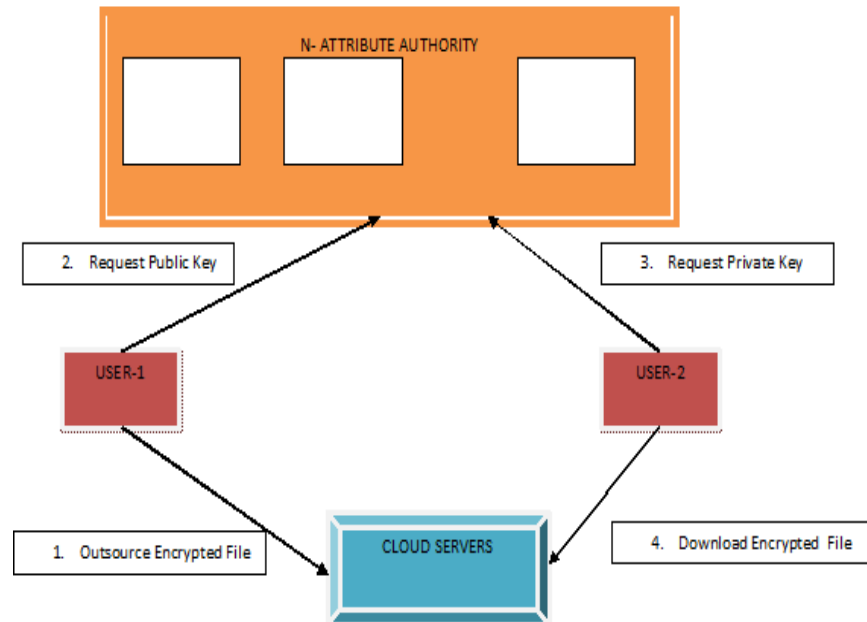 N- ATTRIBUTE AUTHORITY
2. Request Public Key
3. Request Private Key
USER-1
USER-2
1. Outsource Encrypted File
CLOUD SERVERS
4. Download Encrypted File